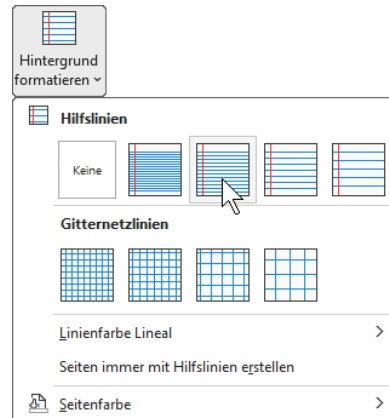 Hintergrund
formatieren
Hilfslinien
Keine
Gitternetzlinien
Linienfarbe Lineal
Seiten immer mit Hilfslinien erstellen
Seitenfarbe